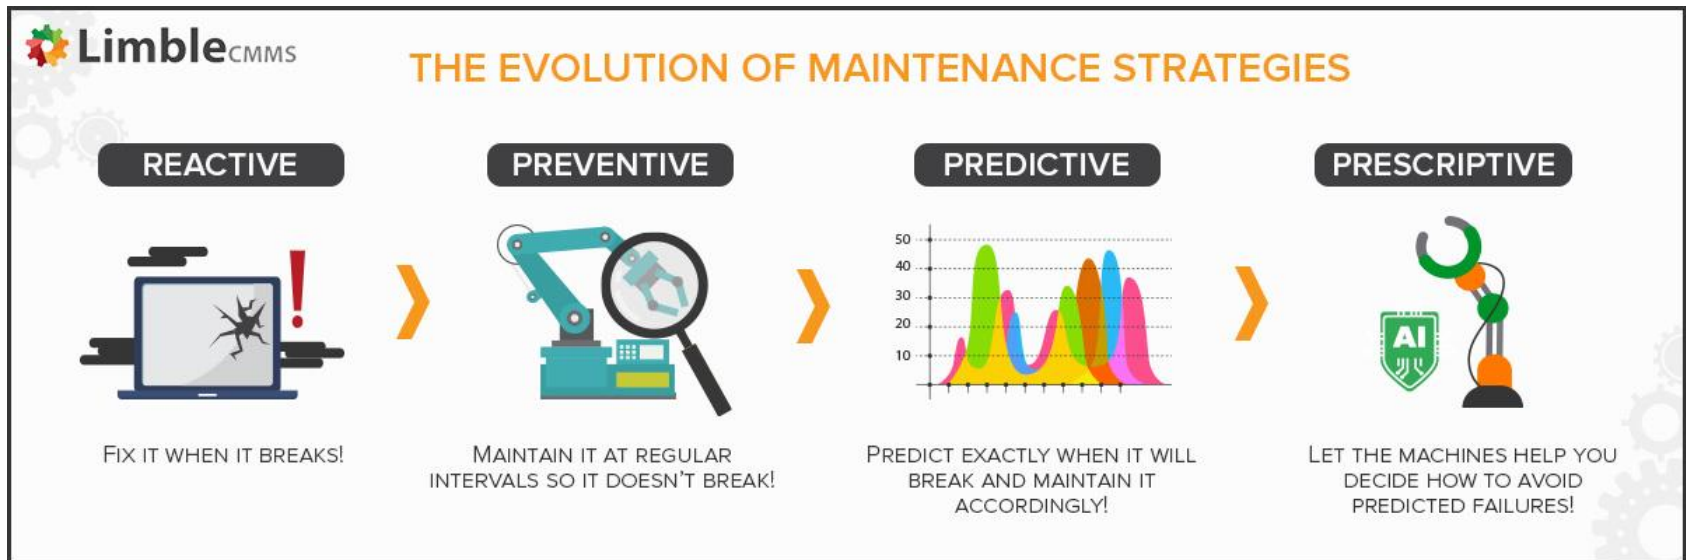 Limble CMMS
THE EVOLUTION OF MAINTENANCE STRATEGIES
REACTIVE
PREVENTIVE
PREDICTIVE
PRESCRIPTIVE
50
40
30
20
10
AI
FIX IT WHEN IT BREAKS!
MAINTAIN IT AT REGULAR
INTERVALS SO IT DOESN'T BREAK!
PREDICT EXACTLY WHEN IT WILL
BREAK AND MAINTAIN IT
ACCORDINGLY!
LET THE MACHINES HELP YOU
DECIDE HOW TO AVOID
PREDICTED FAILURES!